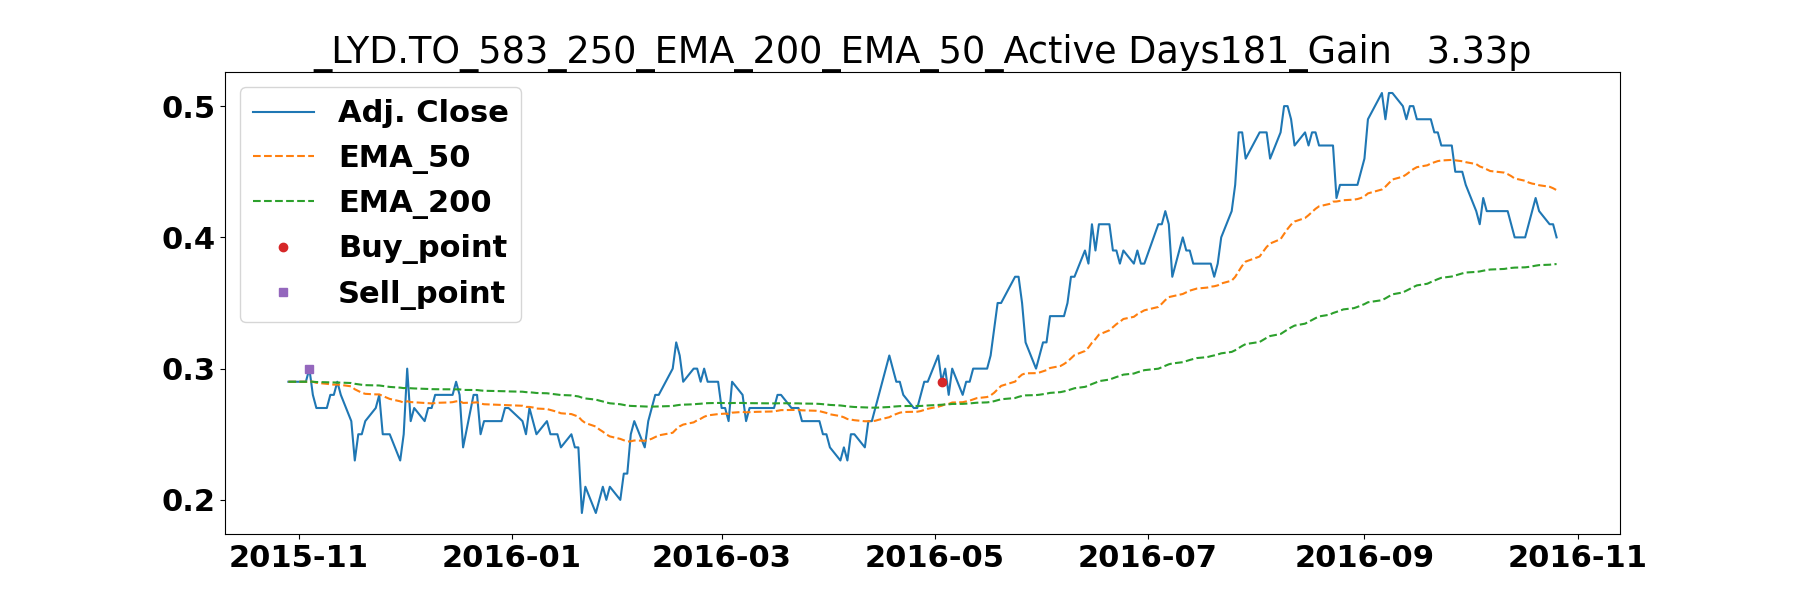 _LYD.TO_583_250_EMA_200_EMA_50_Active Days181_Gain   3.33p
Adj. Close
EMA_50
EMA_200
Buy_point
Sell_point
0.5
0.4
0.3
0.2
2015-11 2016-01 2016-03 2016-05 2016-07 2016-09 2016-11